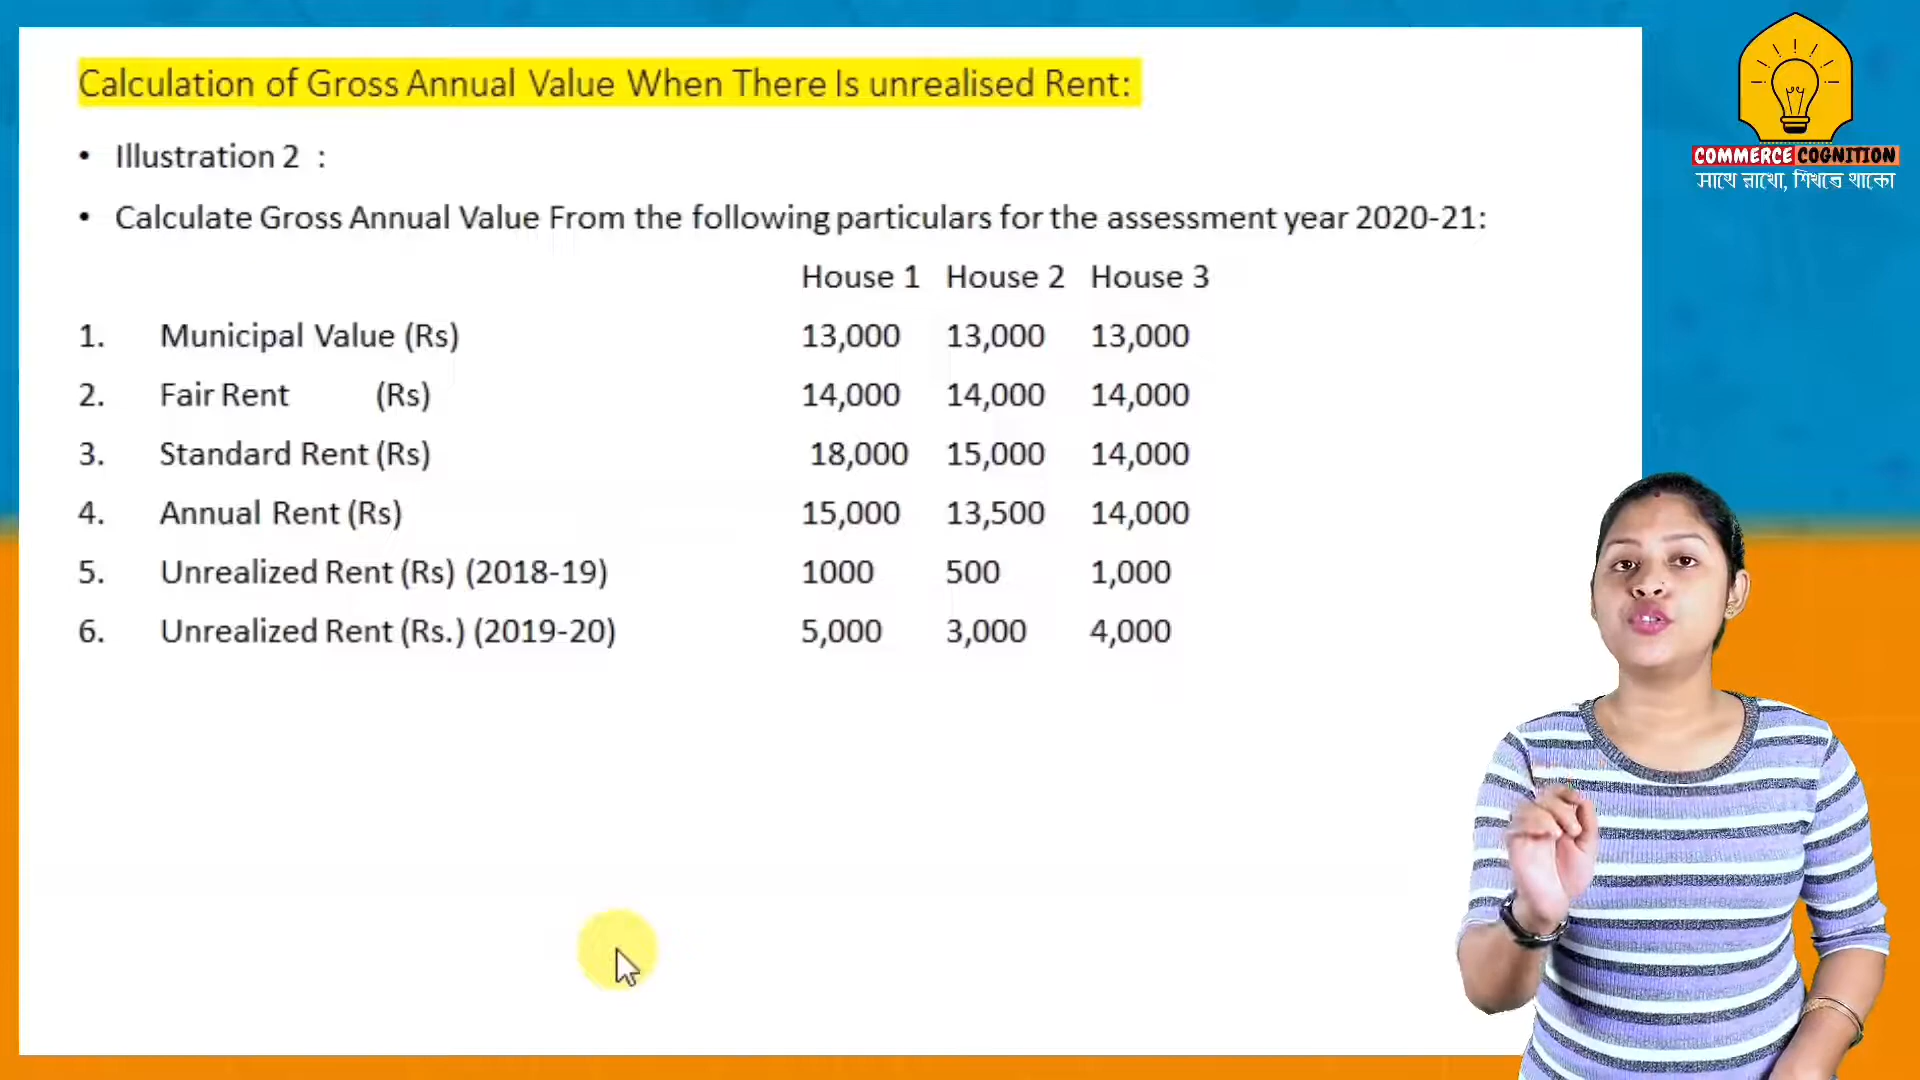 Calculation of Gross Annual Value When There Is unrealised Rent:
• Illustration 2 :
• Calculate Gross Annual Value From the following particulars for the assessment year 2020-21:
House 1 House 2 House 3
1. Municipal Value (Rs) 13,000 13,000 13,000
2. Fair Rent (Rs) 14,000 14,000 14,000
3. Standard Rent (Rs) 18,000 15,000 14,000
4. Annual Rent (Rs) 15,000 13,500 14,000
5. Unrealized Rent (Rs) (2018-19) 1000 500 1,000
6. Unrealized Rent (Rs.) (2019-20) 5,000 3,000 4,000
COMMERCE COGNITION
সাথে রাখো, শিখতে থাকো